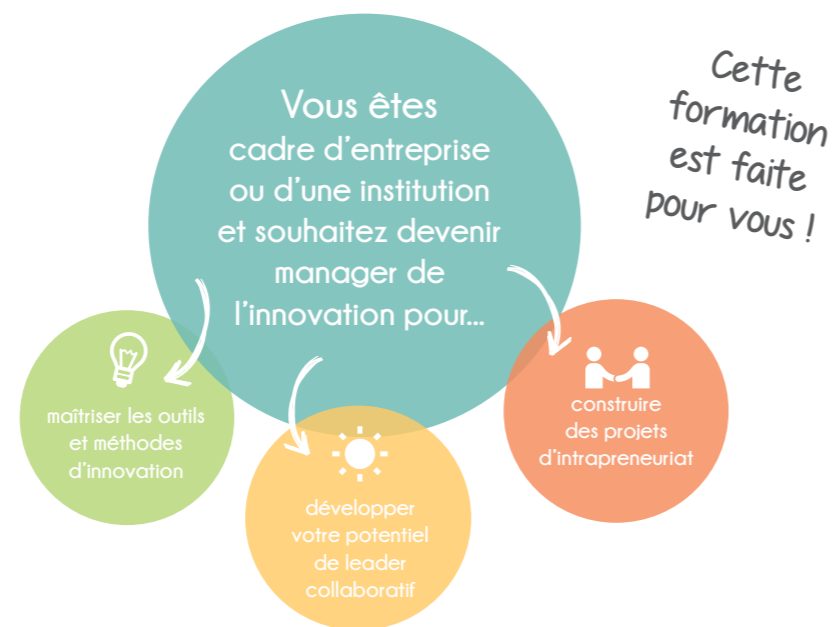 Vous êtes
cadre d'entreprise
ou d'une institution
et souhaitez devenir
manager de
l'innovation pour...
Cette
formation
est faite
pour vous !
maîtriser les outils
et méthodes
d'innovation
développer
votre potentiel
de leader
collaboratif
construire
des projets
d'intrapreneuriat